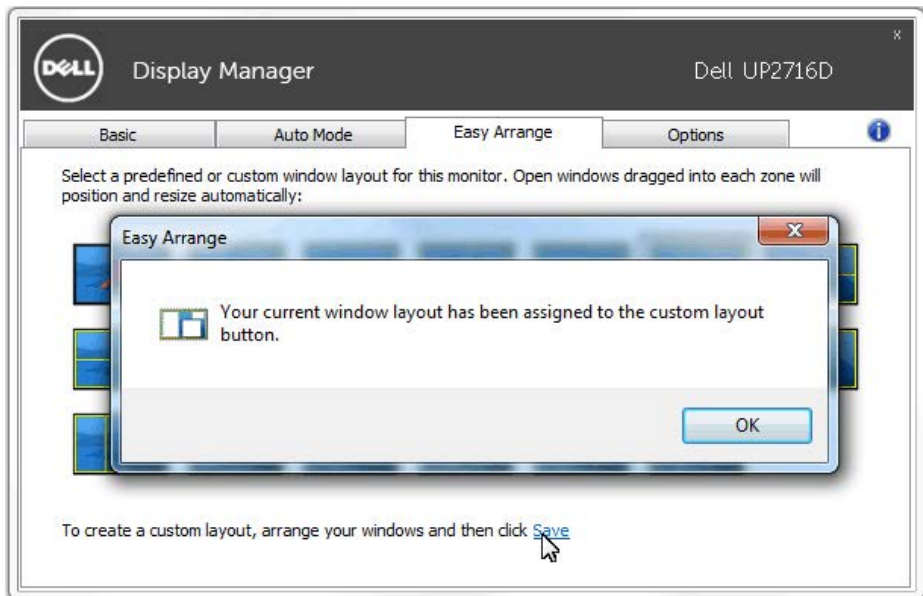 DELL
Display Manager
Dell UP2716D
x
Basic
Auto Mode
Easy Arrange
Options
i
Select a predefined or custom window layout for this monitor. Open windows dragged into each zone will
position and resize automatically:
Easy Arrange
x
Your current window layout has been assigned to the custom layout
button.
OK
To create a custom layout, arrange your windows and then click Save